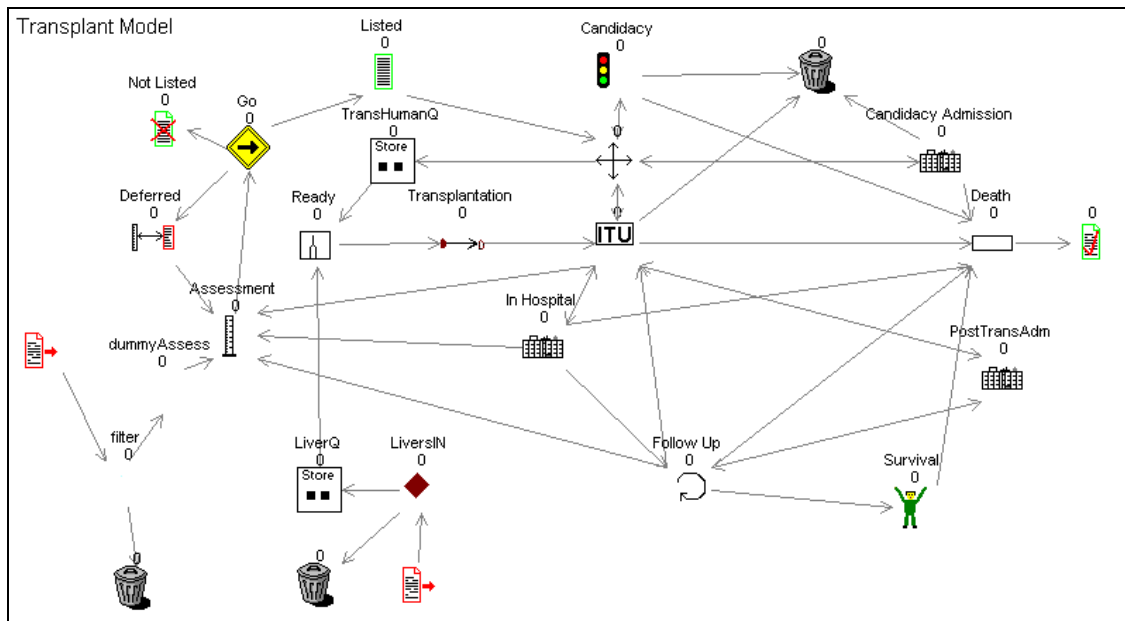 Transplant Model
Listed
0
Candidacy
0
0
Not Listed
0
Go
0
TransHumanQ
0
Store
0
Candidacy Admission
0
Deferred
0
Ready
0
Transplantation
0
0
ITU
Death
0
0
Assessment
0
In Hospital
0
PostTransAdm
0
dummyAssess
0
filter
0
LiverQ
0
Store
LiversIN
0
Follow Up
0
Survival
0
0
0